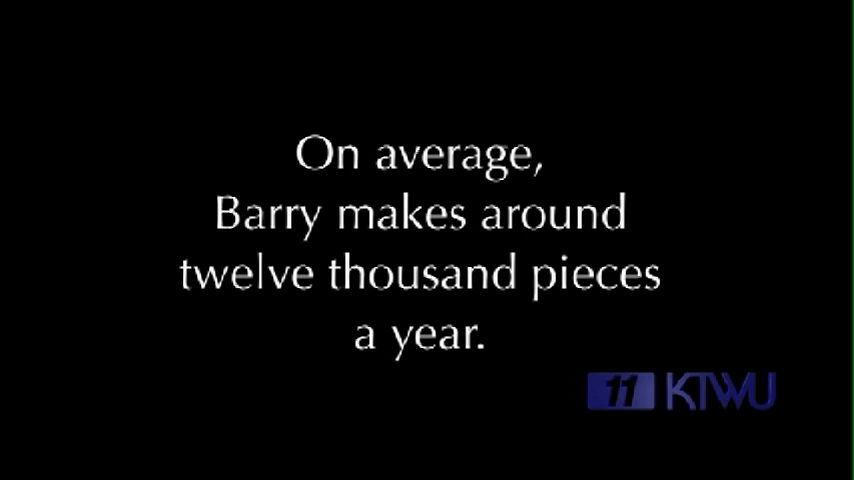 On average,
Barry makes around
twelve thousand pieces
a year.
11 KTWU